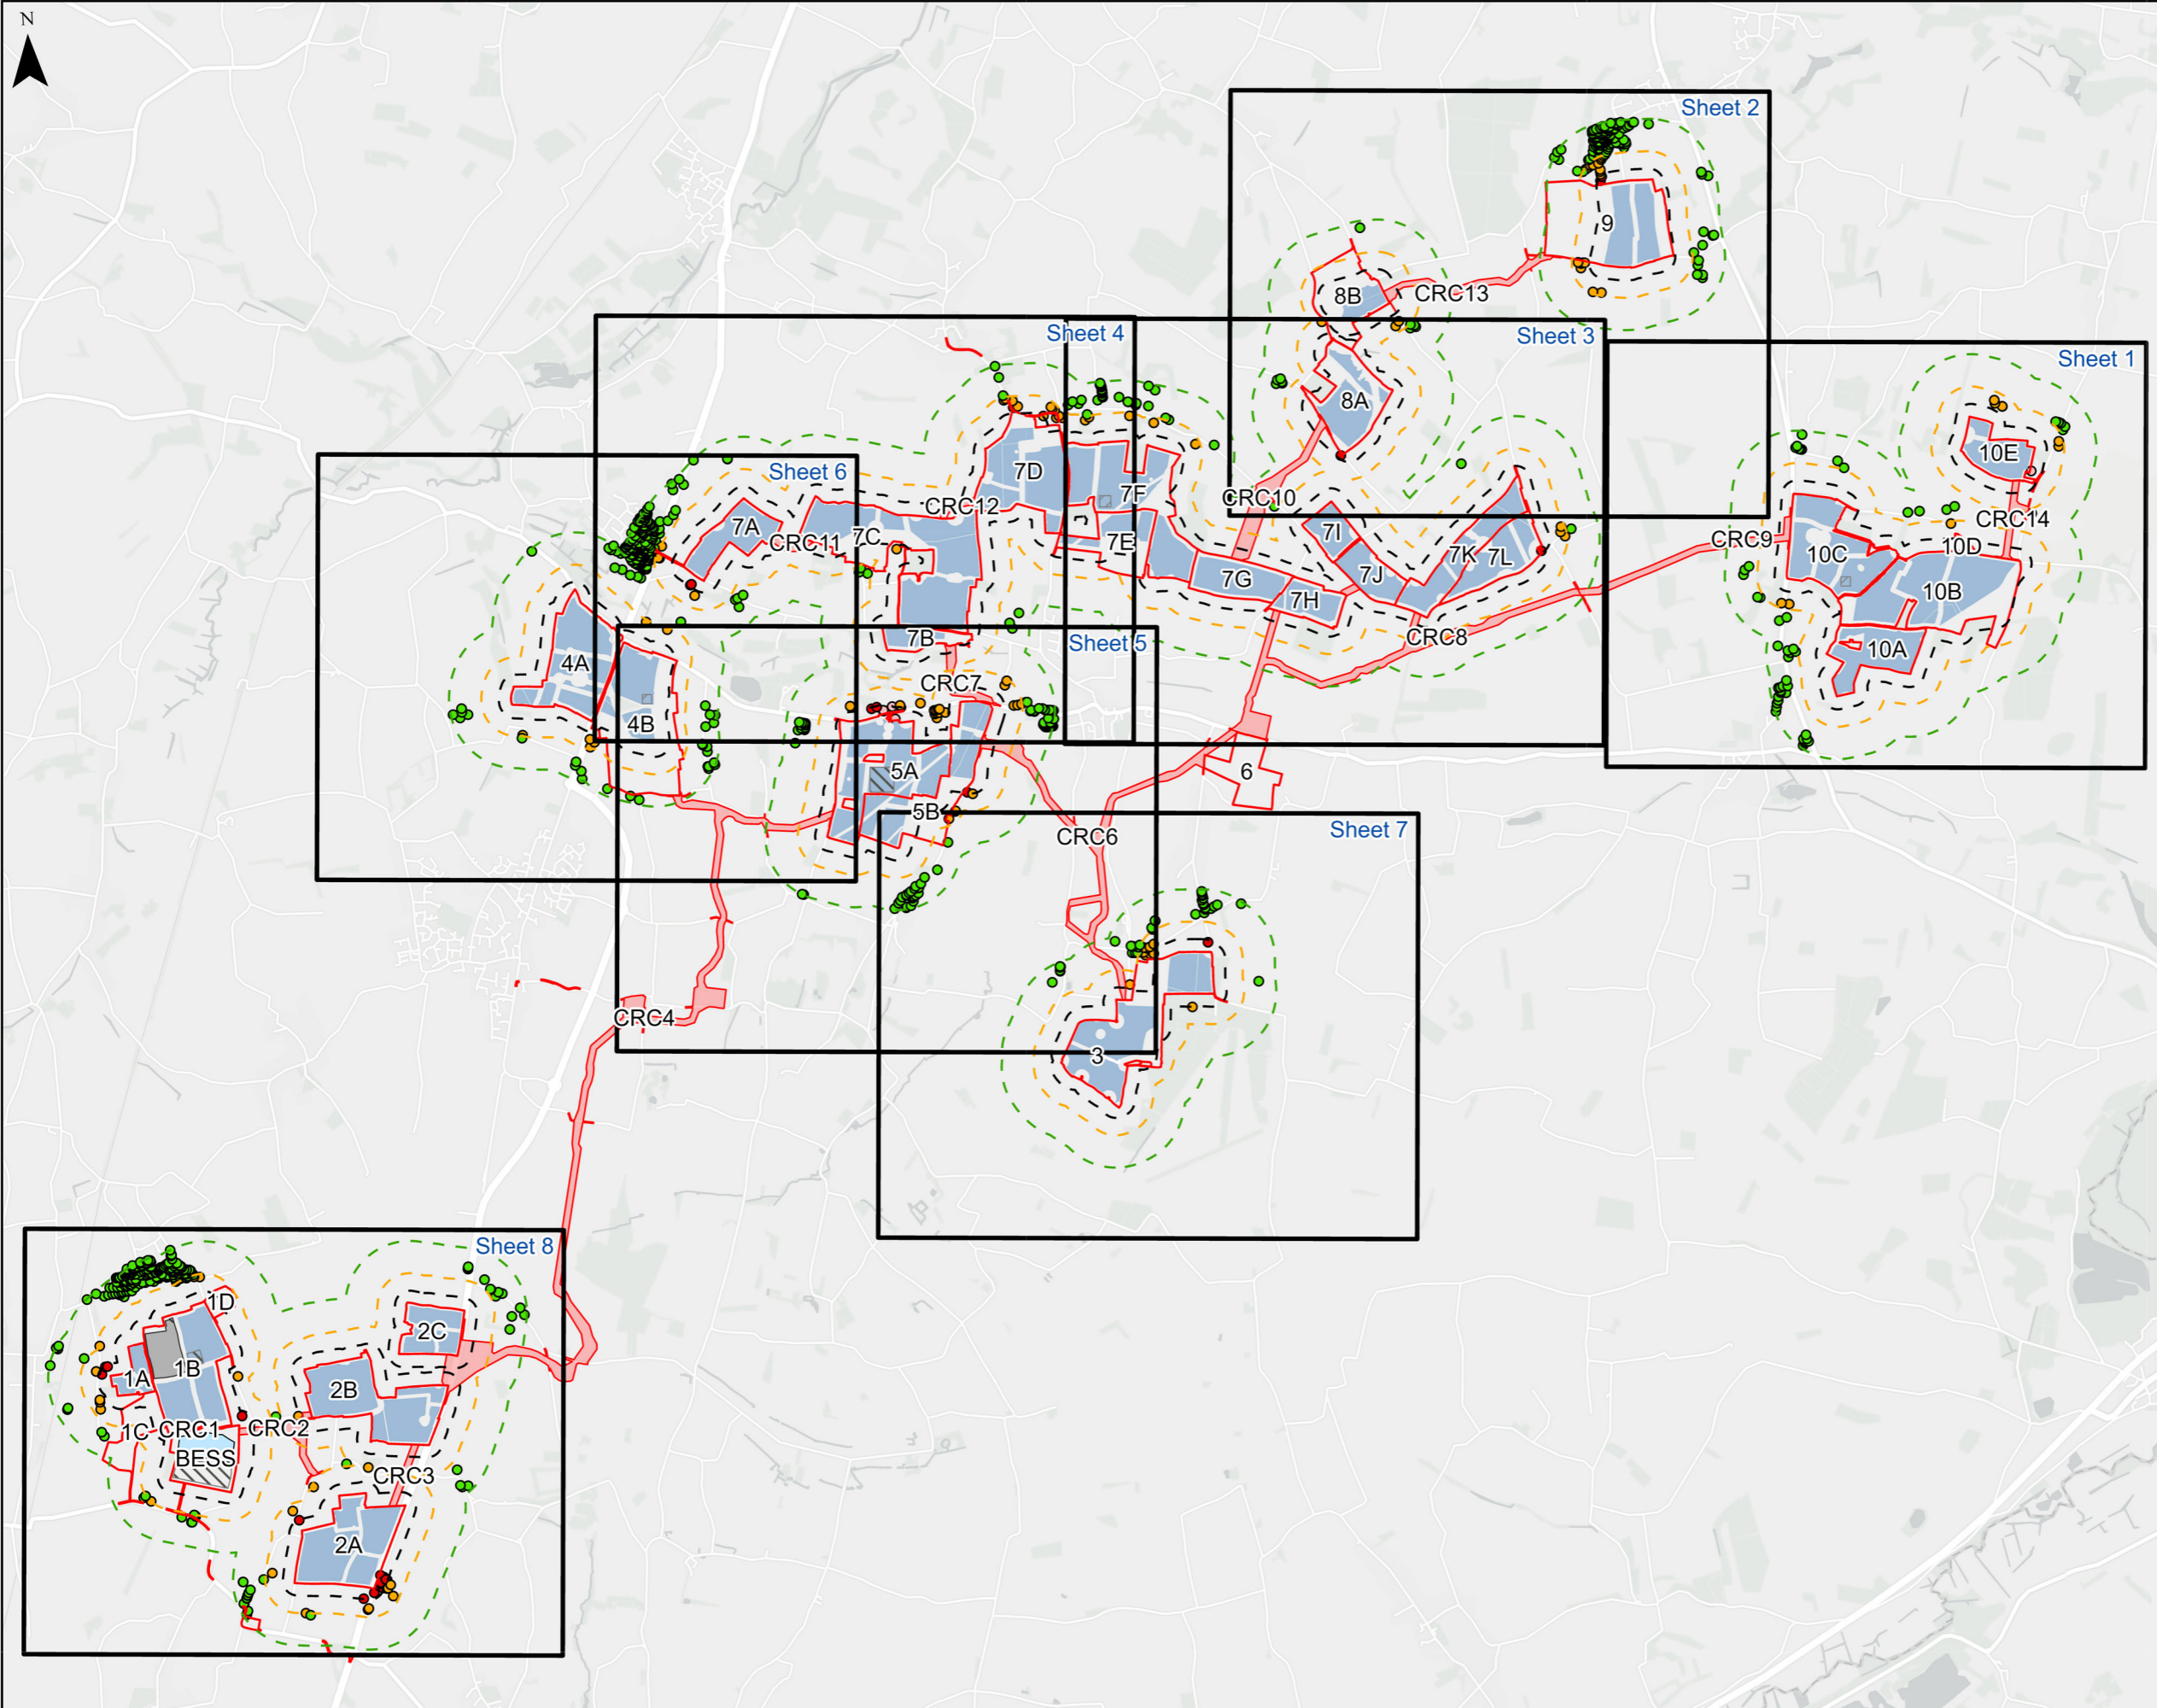 N
Sheet 2
9
8B
CRC13
Sheet 4
Sheet 3
Sheet 1
8A
10E
Sheet 6
7D
7F
CRC10
CRC12
7A
CRC11
7C
7E
7I
7K
7L
CRC9
CRC14
10D
10C
7G
7J
7H
10B
CRC8
7B
Sheet 5
10A
4A
CRC7
4B
5A
6
5B
CRC6
Sheet 7
CRC4
3
Sheet 8
1D
2C
1B
1A
2B
1C
CRC1
CRC2
BESS
CRC3
2A